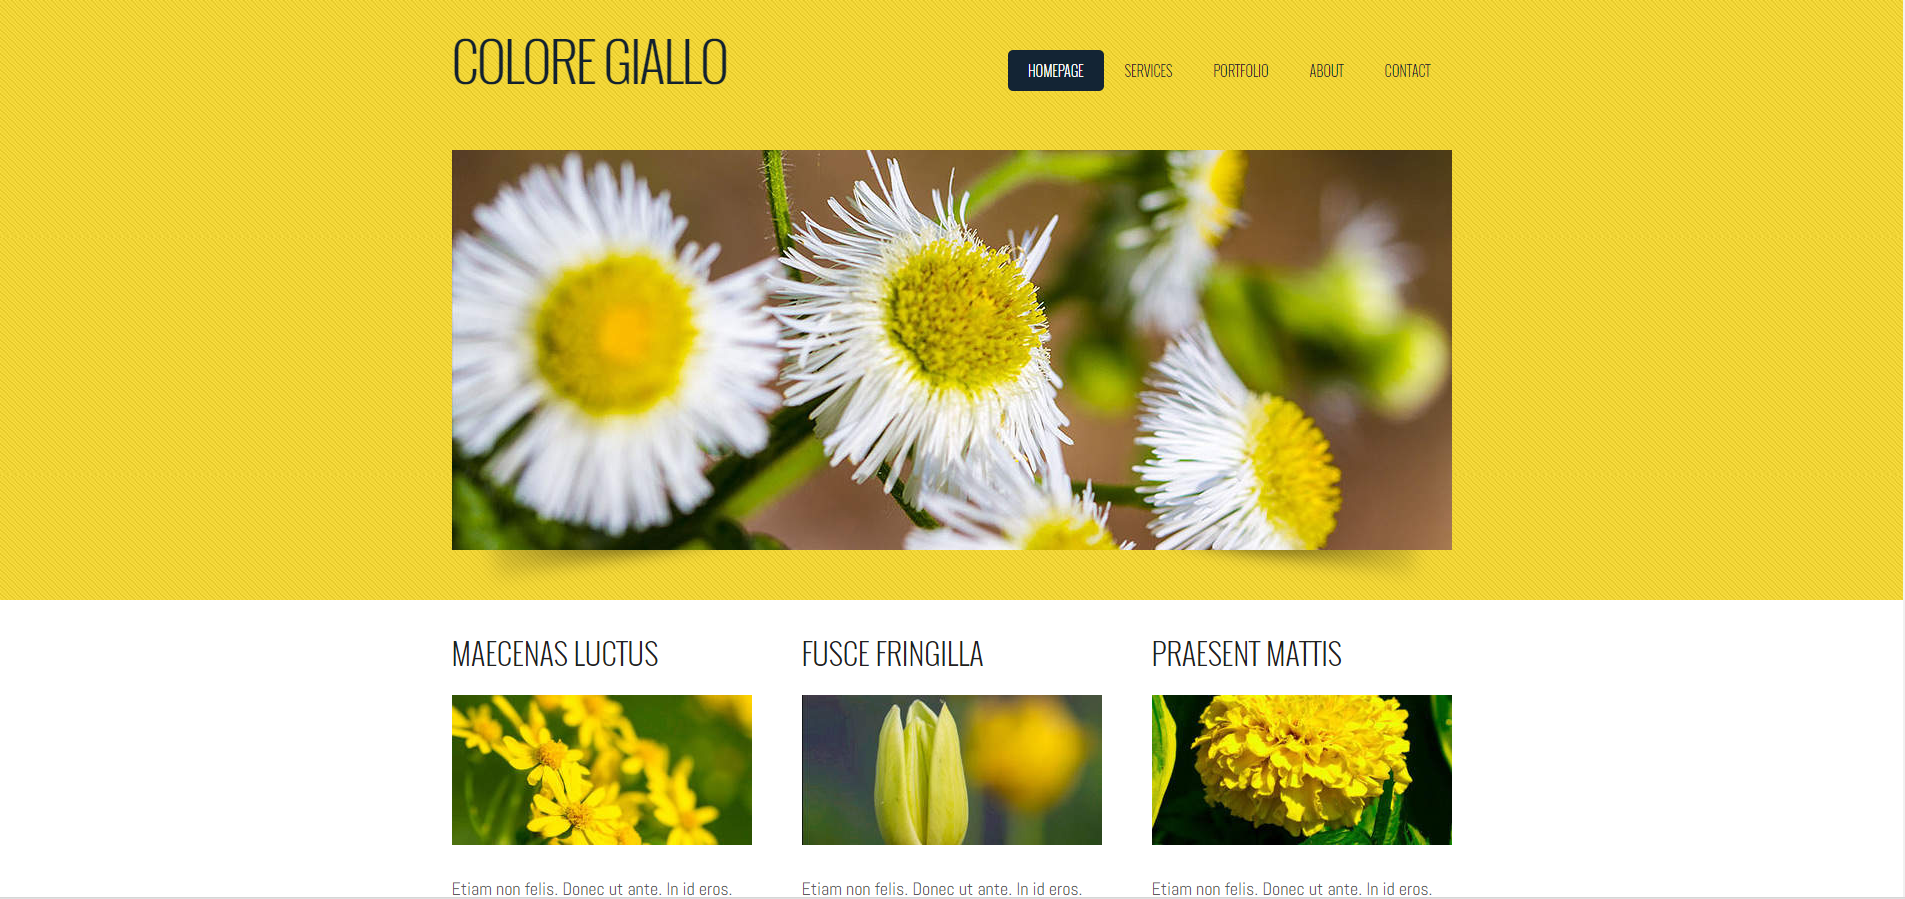 COLORE GIALLO
HOMEPAGE SERVICES PORTFOLIO ABOUT CONTACT
MAECENAS LUCTUS
FUSCE FRINGILLA
PRAESENT MATTIS
Etiam non felis. Donec ut ante. In id eros.
Etiam non felis. Donec ut ante. In id eros.
Etiam non felis. Donec ut ante. In id eros.